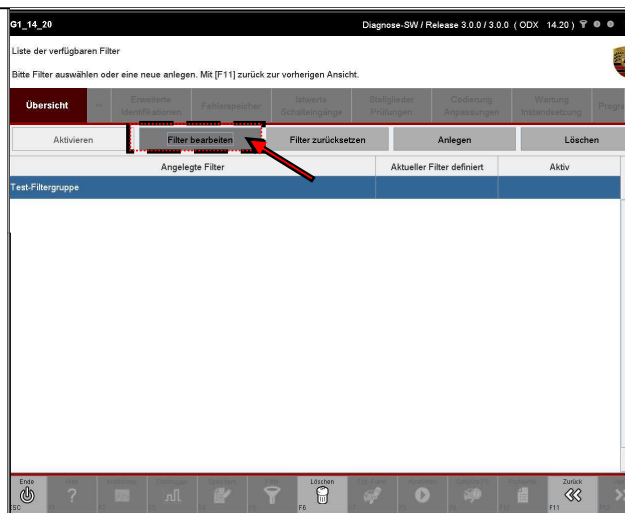 G1_14_20 Diagnose-SW / Release 3.0.0 / 3.0.0 ( ODX 14.20 )
Liste der verfügbaren Filter
Bitte Filter auswählen oder eine neue anlegen. Mit [F11] zurück zur vorherigen Ansicht.
Übersicht
Erweiterte Identifikationen
Fehlerspeicher
Istwerte Schalteingänge
Stellglieder Prüfungen
Codierung Anpassungen
Wartung Instandsetzung
Progr
Aktivieren Filter bearbeiten Filter zurücksetzen Anlegen Löschen
Angelegte Filter Aktueller Filter definiert Aktiv
Test-Filtergruppe
Ende Löschen Zurück
ESC F6 F11